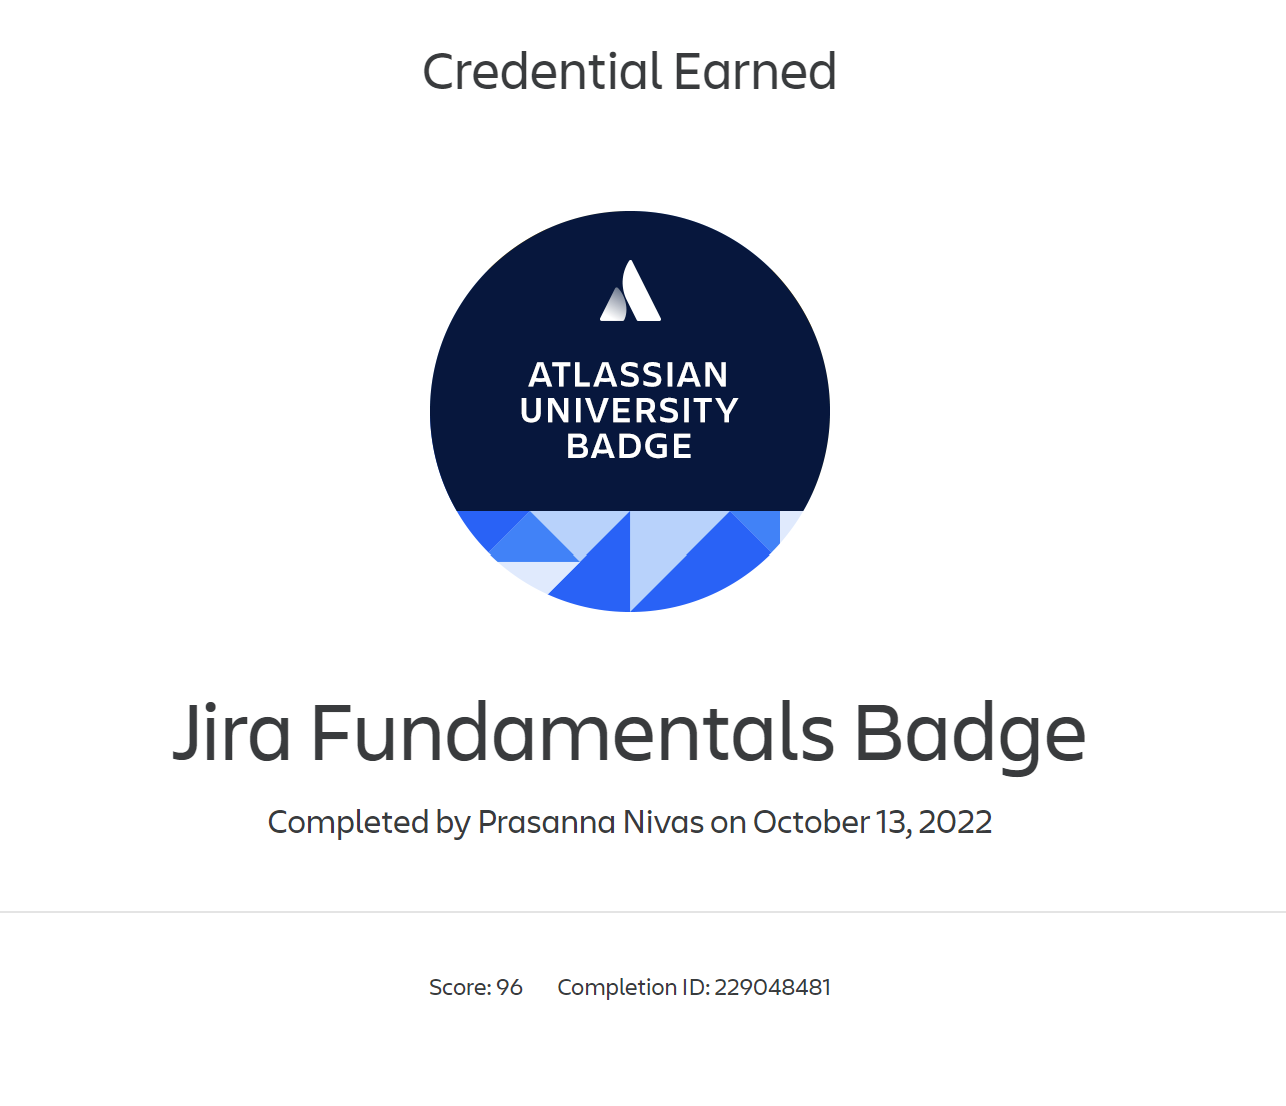 Credential Earned
ATLASSIAN
UNIVERSITY
BADGE
Jira Fundamentals Badge
Completed by Prasanna Nivas on October 13, 2022
Score: 96 Completion ID: 229048481